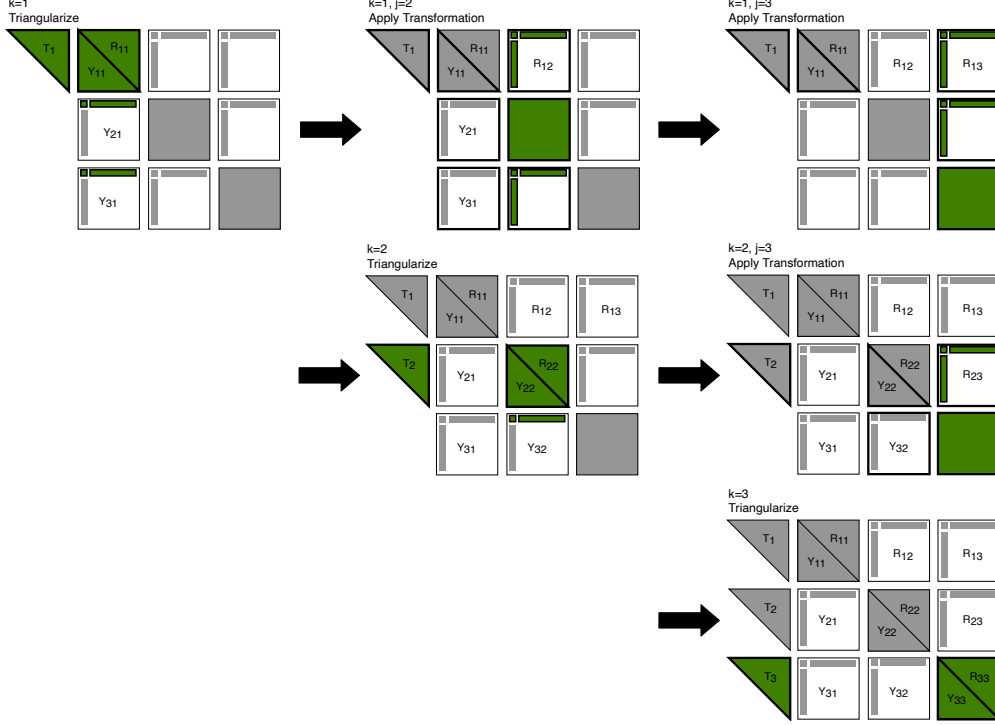 k=1
Triangularize
T1
R11
Y11
Y21
Y31
k=1, j=2
Apply Transformation
T1
R11
Y11
R12
Y21
Y31
k=1, j=3
Apply Transformation
T1
R11
Y11
R12
R13
k=2
Triangularize
T1
R11
Y11
R12
R13
T2
Y21
R22
Y22
Y31
Y32
k=2, j=3
Apply Transformation
T1
R11
Y11
R12
R13
T2
Y21
R22
Y22
R23
Y31
Y32
k=3
Triangularize
T1
R11
Y11
R12
R13
T2
Y21
R22
Y22
R23
T3
Y31
Y32
R33
Y33